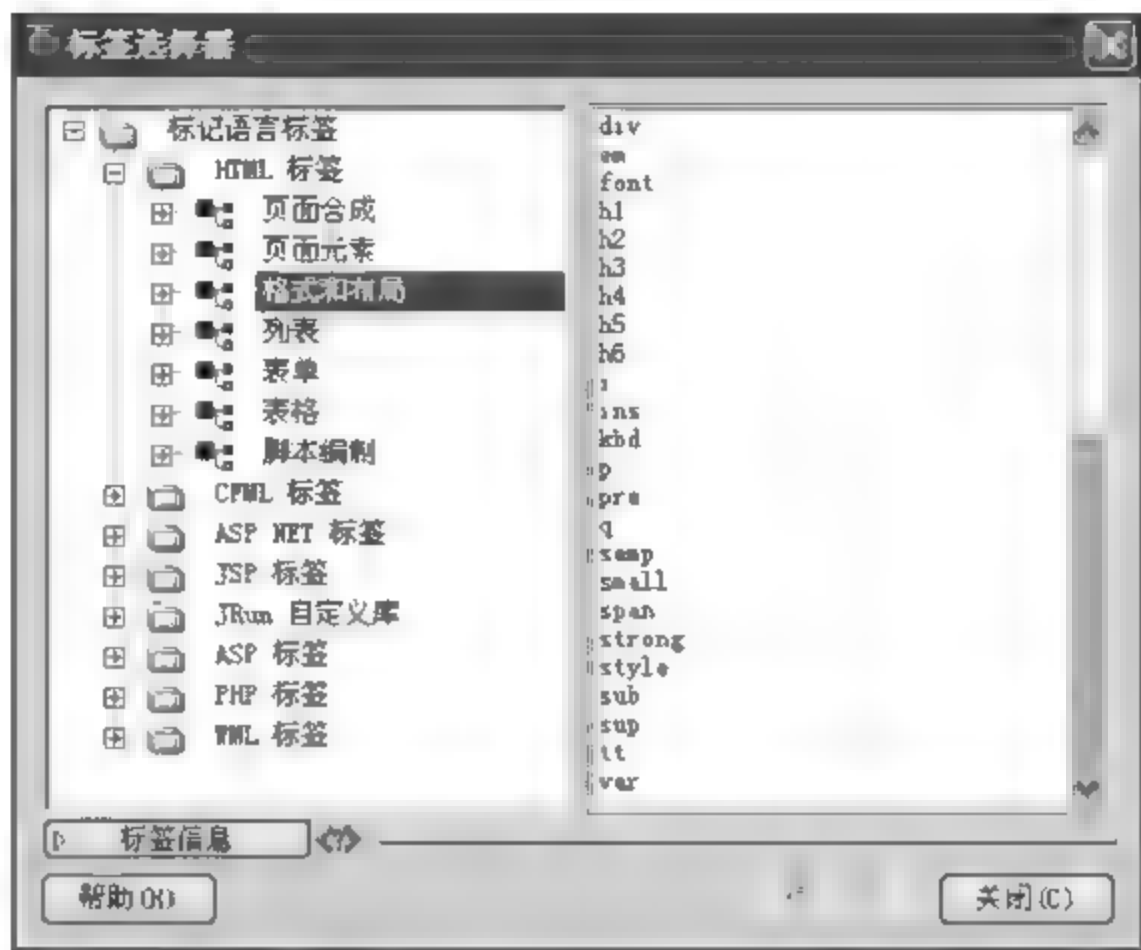 标签选择器
标记语言标签
HTML 标签
页面合成
页面元素
格式和布局
列表
表单
表格
脚本编制
CFML 标签
ASP NET 标签
JSP 标签
JRun 自定义库
ASP 标签
PHP 标签
WML 标签
div
em
font
h1
h2
h3
h4
h5
h6
i
ins
kbd
p
pre
q
samp
small
span
strong
style
sub
sup
tt
var
标签信息
帮助(H)
关闭(C)